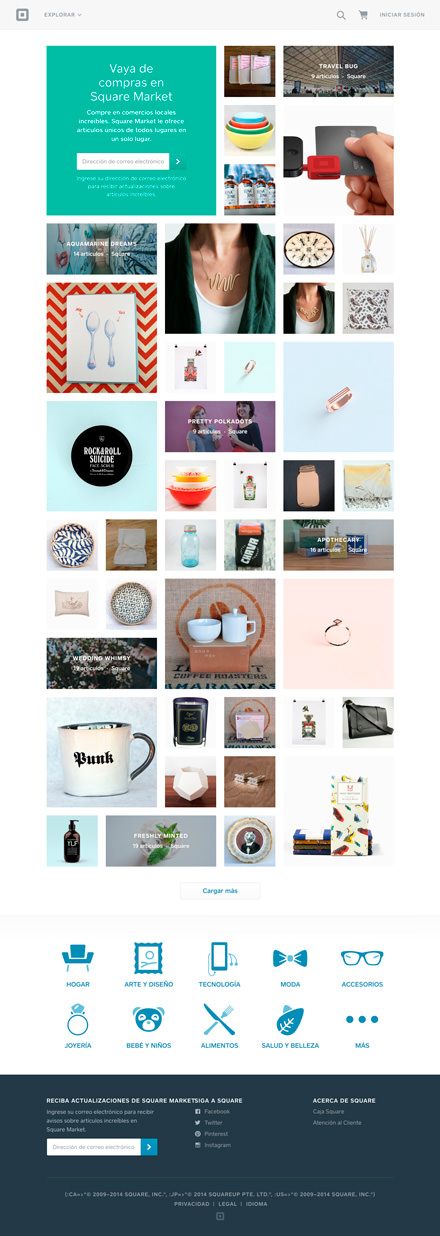 EXPLORAR
INICIAR SESIÓN
Vaya de
compras en
Square Market
Compre en comercios locales
increíbles. Square Market le ofrece
artículos únicos de todos lugares en
un solo lugar.
Dirección de correo electrónico
Ingrese su dirección de correo electrónico
para recibir actualizaciones sobre
artículos increíbles.
TRAVEL BUG
9 artículos · Square
AQUAMARINE DREAMS
14 artículos · Square
ROCK&ROLL
SUICIDE
FACE SCRUB
PRETTY POLKADOTS
9 artículos · Square
CHAVA
APOTHECARY
16 artículos · Square
COFFEE ROASTERS
WEDDING WHIMSY
19 artículos · Square
Punk
YLF
FRESHLY MINTED
19 artículos · Square
Cargar más
HOGAR
ARTE Y DISEÑO
TECNOLOGÍA
MODA
ACCESORIOS
JOYERÍA
BEBÉ Y NIÑOS
ALIMENTOS
SALUD Y BELLEZA
MÁS
RECIBA ACTUALIZACIONES DE SQUARE MARKET
Ingrese su correo electrónico para recibir
avisos sobre artículos increíbles en
Square Market.
Dirección de correo electrónico
SIGA A SQUARE
Facebook
Twitter
Pinterest
Instagram
ACERCA DE SQUARE
Caja Square
Atención al Cliente
{:CA=>"© 2009–2014 SQUARE, INC.", :JP=>"© 2014 SQUAREUP PTE. LTD.", :US=>"© 2009–2014 SQUARE, INC."}
PRIVACIDAD | LEGAL | IDIOMA